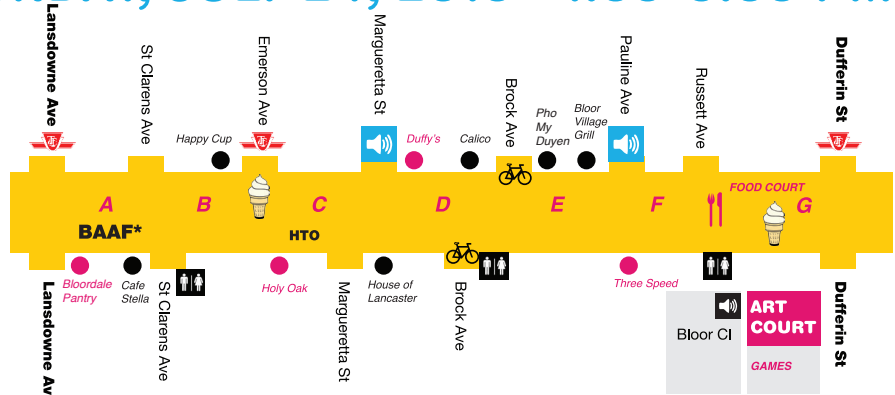 Lansdowne Ave
St Clarens Ave
Emerson Ave
Margueretta St
Brock Ave
Pauline Ave
Russett Ave
Dufferin St
Happy Cup
Duffy's
Calico
Pho
My
Duyen
Bloor
Village
Grill
A
B
C
D
E
F
G
FOOD COURT
BAAF*
HTO
Bloordale
Pantry
Cafe
Stella
Holy Oak
House of
Lancaster
Three Speed
Lansdowne Av
St Clarens Ave
Margueretta St
Brock Ave
Dufferin St
Bloor Cl
ART
COURT
GAMES